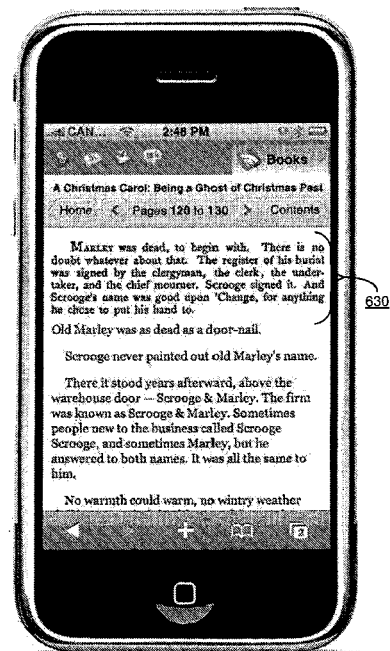 CAN... 2:48 PM
Books
A Christmas Carol: Being a Ghost of Christmas Past
Home < Pages 120 to 130 > Contents
MARLEY was dead, to begin with. There is no
doubt whatever about that. The register of his burial
was signed by the clergyman, the clerk, the under-
taker, and the chief mourner. Scrooge signed it. And
Scrooge's name was good upon 'Change, for anything
he chose to put his hand to.
630
Old Marley was as dead as a door-nail.
Scrooge never painted out old Marley's name.
There it stood years afterward, above the
warehouse door — Scrooge & Marley. The firm
was known as Scrooge & Marley. Sometimes
people new to the business called Scrooge
Scrooge, and sometimes Marley, but he
answered to both names. It was all the same to
him.
No warmth could warm, no wintry weather
2